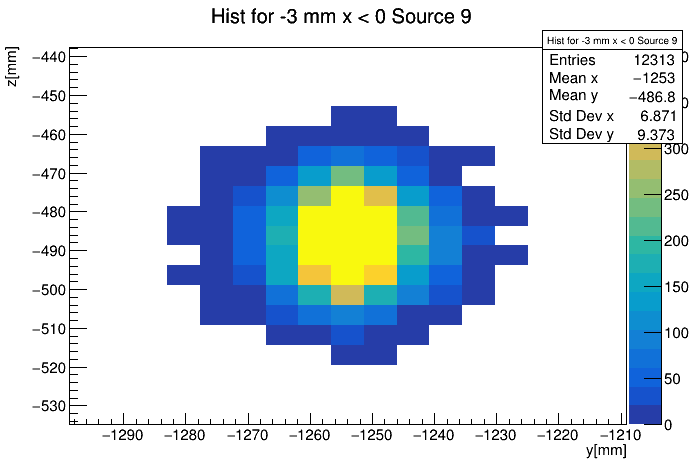 Hist for -3 mm x < 0 Source 9
Hist for -3 mm x < 0 Source 9
Entries 12313
Mean x −1253
Mean y −486.8
Std Dev x 6.871
Std Dev y 9.373
z[mm]
−440
−450
−460
−470
−480
−490
−500
−510
−520
−530
−1290 −1280 −1270 −1260 −1250 −1240 −1230 −1220 −1210
y[mm]
300
250
200
150
100
50
0